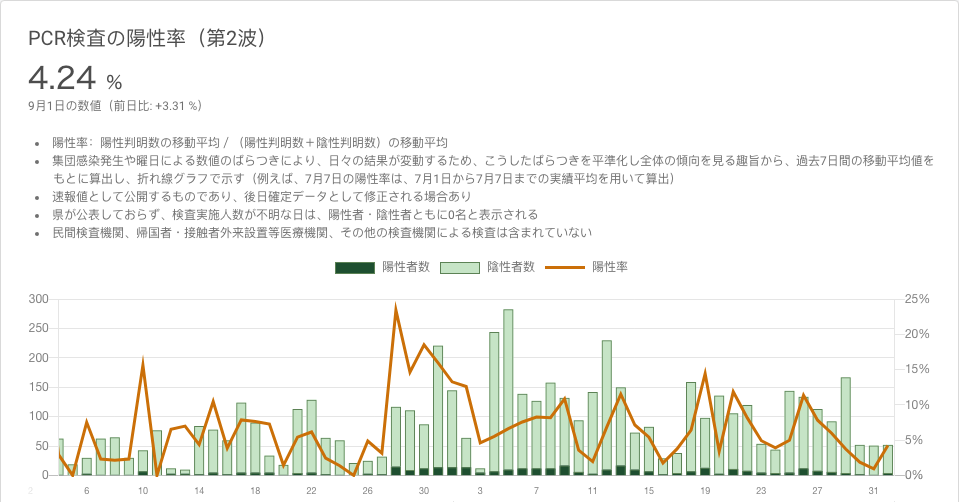 PCR検査の陽性率（第2波）
4.24 %
9月1日の数値（前日比: +3.31 %）
• 陽性率：陽性判明数の移動平均 / （陽性判明数＋陰性判明数）の移動平均
• 集団感染発生や曜日による数値のばらつきにより、日々の結果が変動するため、こうしたばらつきを平準化し全体の傾向を見る趣旨から、過去7日間の移動平均値を
もとに算出し、折れ線グラフで示す（例えば、7月7日の陽性率は、7月1日から7月7日までの実績平均を用いて算出）
• 速報値として公開するものであり、後日確定データとして修正される場合あり
• 県が公表しておらず、検査実施人数が不明な日は、陽性者・陰性者ともに0名と表示される
• 民間検査機関、帰国者・接触者外来設置等医療機関、その他の検査機関による検査は含まれていない
陽性者数 陰性者数 陽性率
300 25%
250 20%
200
150 15%
100 10%
50 5%
0 0%
2 6 10 14 18 22 26 30 3 7 11 15 19 23 27 31